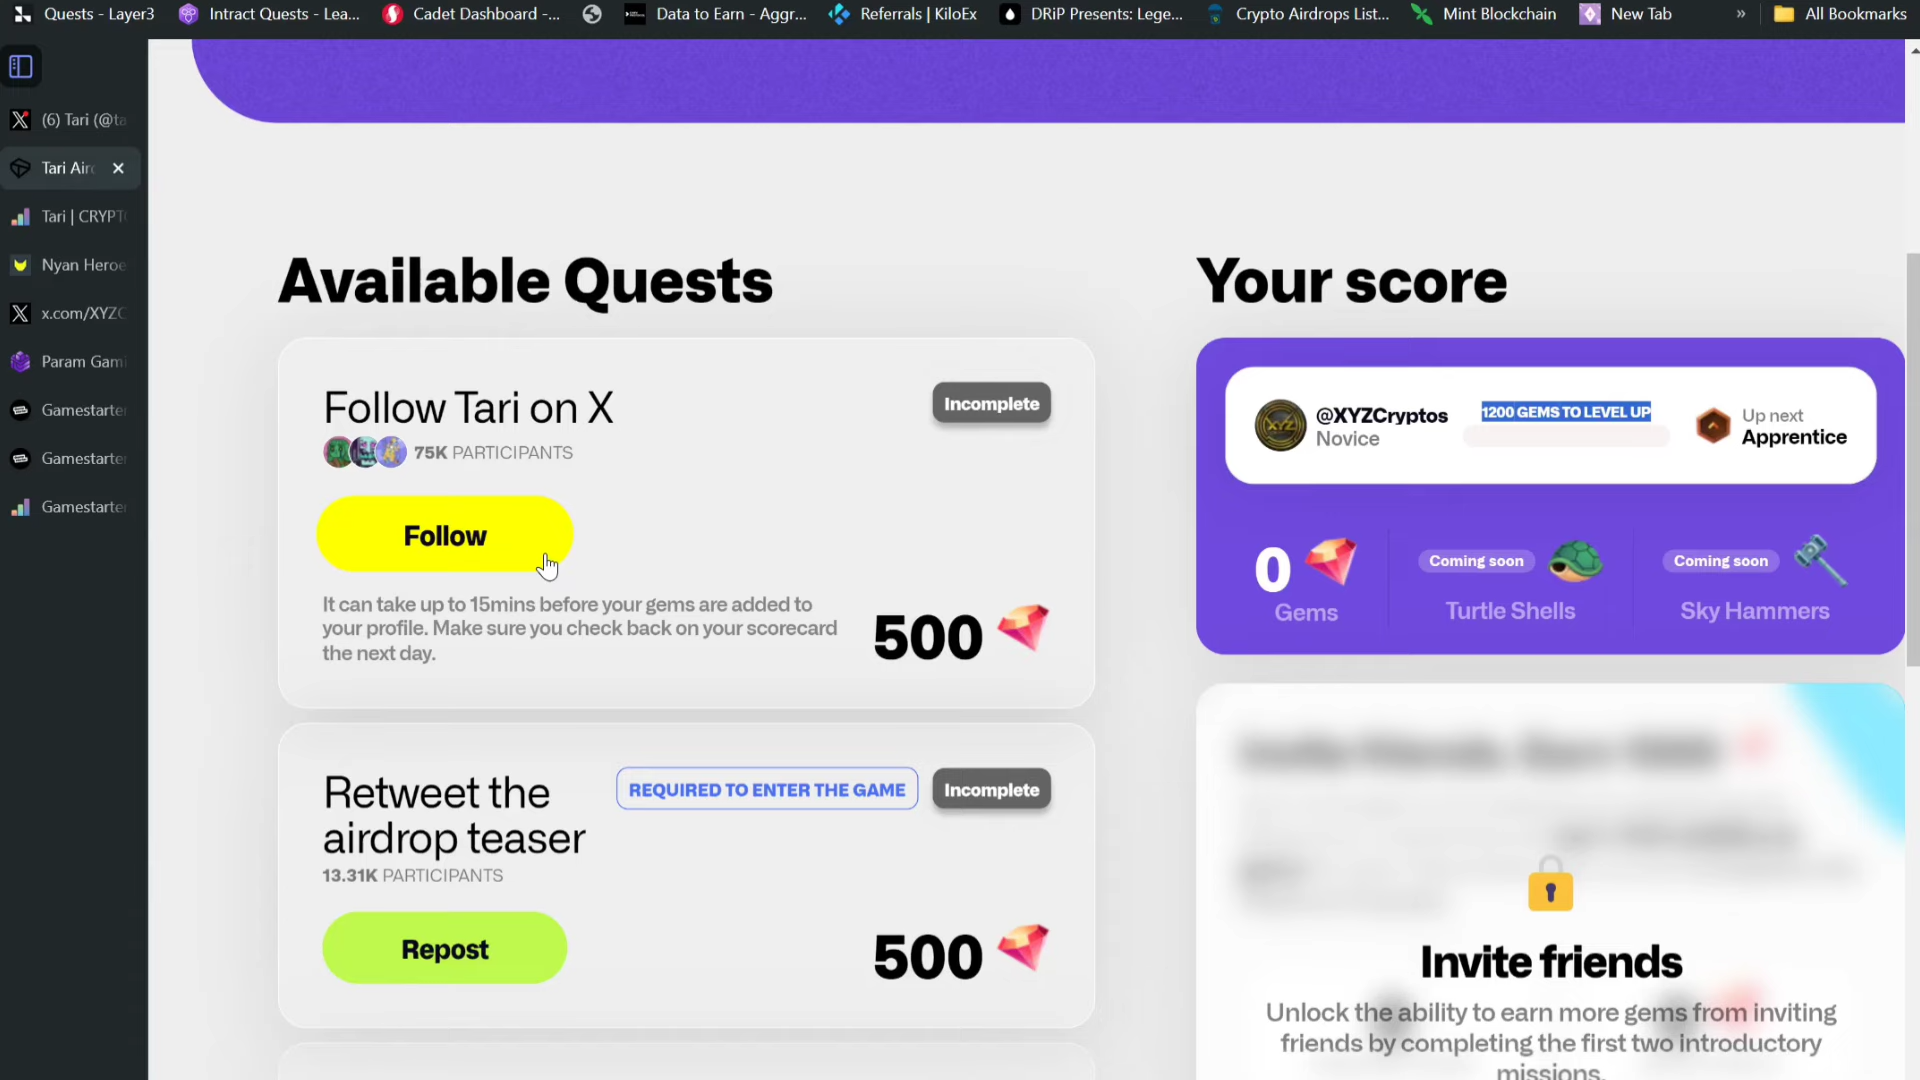 Quests - Layer3
Intract Quests - Lea...
Cadet Dashboard -...
Data to Earn - Aggr...
Referrals | KiloEx
DRiP Presents: Lege...
Crypto Airdrops List...
Mint Blockchain
New Tab
»
All Bookmarks
(6) Tari (@ta
Tari Airc
Tari | CRYPT
Nyan Heroe
x.com/XYZC
Param Gami
Gamestarte
Gamestarte
Gamestarte
Available Quests
Follow Tari on X
Incomplete
75K PARTICIPANTS
Follow
It can take up to 15mins before your gems are added to
your profile. Make sure you check back on your scorecard
the next day.
500
Retweet the
airdrop teaser
REQUIRED TO ENTER THE GAME
Incomplete
13.31K PARTICIPANTS
Repost
500
Your score
XYZ
@XYZCryptos
Novice
1200 GEMS TO LEVEL UP
Up next
Apprentice
0
Gems
Coming soon
Turtle Shells
Coming soon
Sky Hammers
Invite friends
Unlock the ability to earn more gems from inviting
friends by completing the first two introductory
missions.